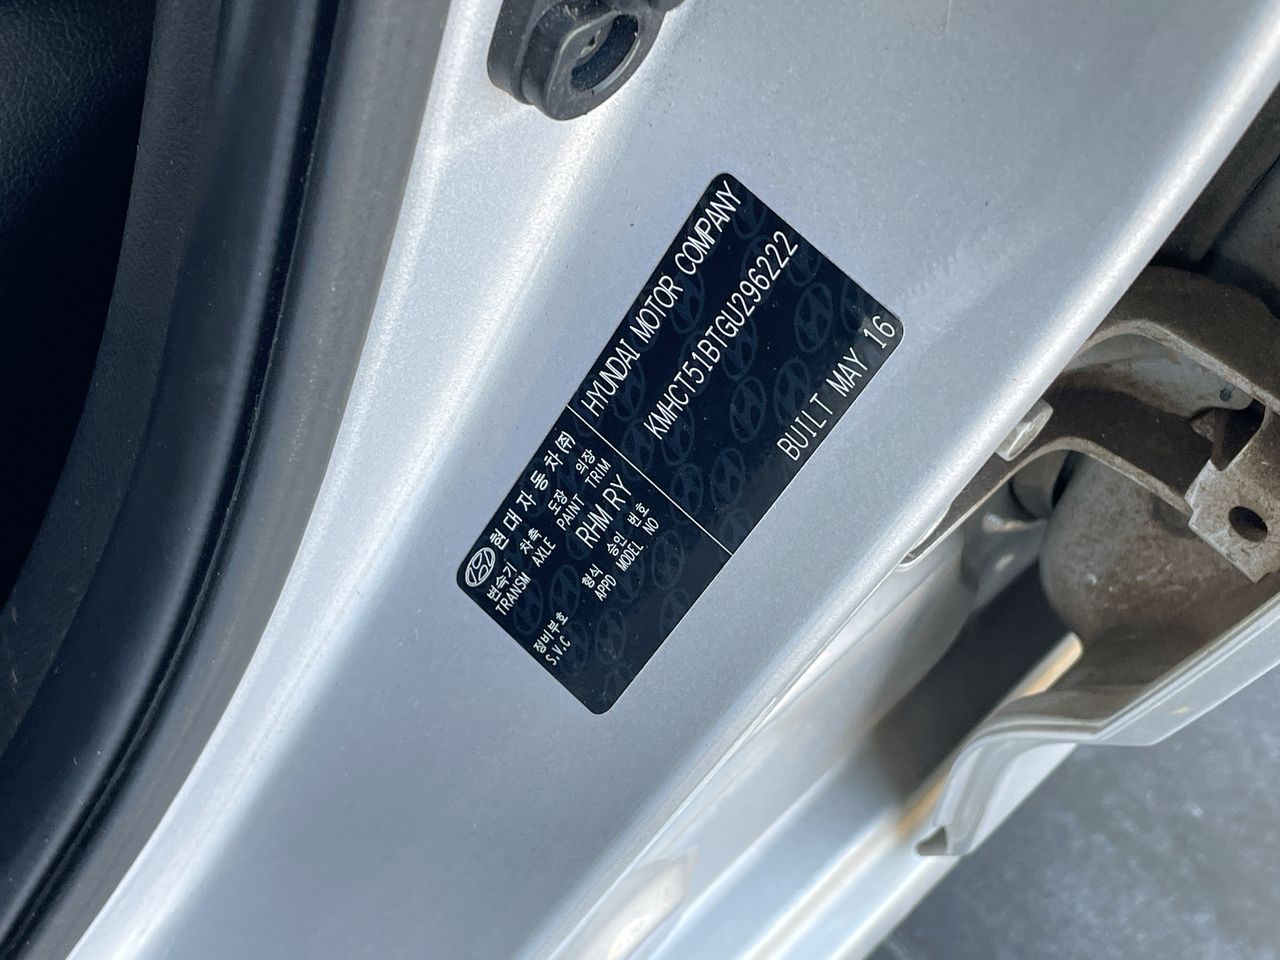 HYUNDAI MOTOR COMPANY
KMHCT51BTGU296222
BUILT MAY 16
현대자동차(주)
변속기 차축 도장 의장
TRANSM AXLE PAINT TRIM
RHM RY
형식 승인 번호
APPD MODEL NO
정비부호
S.V.C